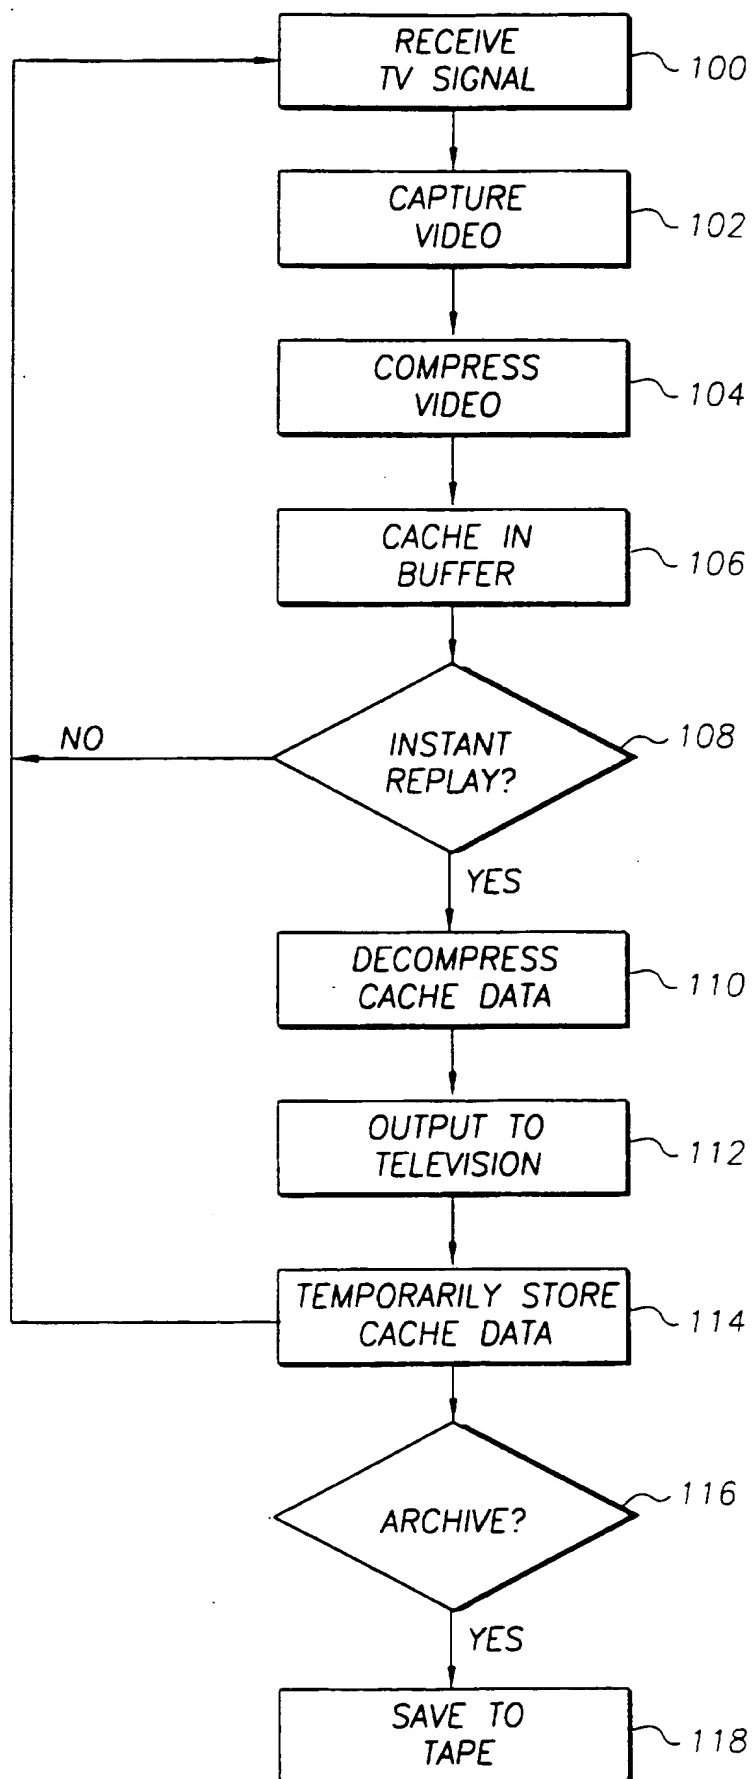 RECEIVE
TV SIGNAL
100
CAPTURE
VIDEO
102
COMPRESS
VIDEO
104
CACHE IN
BUFFER
106
NO
INSTANT
REPLAY?
108
YES
DECOMPRESS
CACHE DATA
110
OUTPUT TO
TELEVISION
112
TEMPORARILY STORE
CACHE DATA
114
ARCHIVE?
116
YES
SAVE TO
TAPE
118